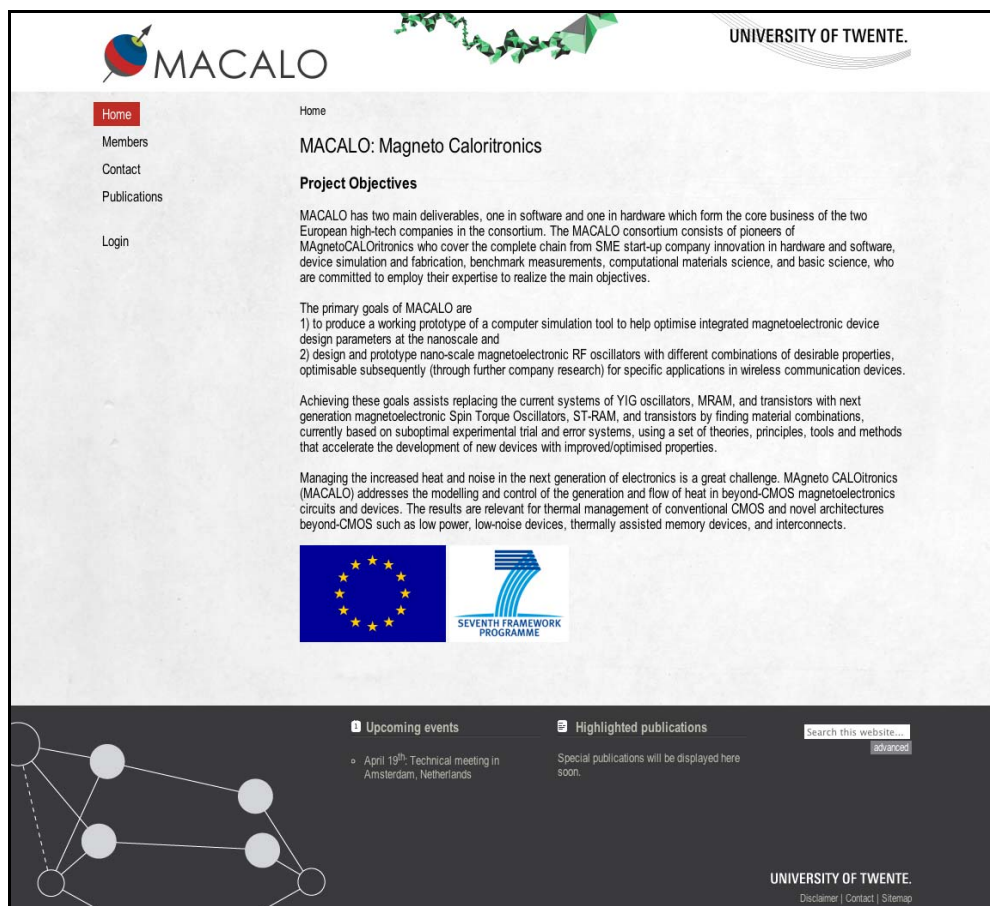 MACALO
UNIVERSITY OF TWENTE.
Home
Members
Contact
Publications
Login
Home
MACALO: Magneto Caloritronics
Project Objectives
MACALO has two main deliverables, one in software and one in hardware which form the core business of the two
European high-tech companies in the consortium. The MACALO consortium consists of pioneers of
MAgnetoCALOritronics who cover the complete chain from SME start-up company innovation in hardware and software,
device simulation and fabrication, benchmark measurements, computational materials science, and basic science, who
are committed to employ their expertise to realize the main objectives.
The primary goals of MACALO are
1) to produce a working prototype of a computer simulation tool to help optimise integrated magnetoelectronic device
design parameters at the nanoscale and
2) design and prototype nano-scale magnetoelectronic RF oscillators with different combinations of desirable properties,
optimisable subsequently (through further company research) for specific applications in wireless communication devices.
Achieving these goals assists replacing the current systems of YIG oscillators, MRAM, and transistors with next
generation magnetoelectronic Spin Torque Oscillators, ST-RAM, and transistors by finding material combinations,
currently based on suboptimal experimental trial and error systems, using a set of theories, principles, tools and methods
that accelerate the development of new devices with improved/optimised properties.
Managing the increased heat and noise in the next generation of electronics is a great challenge. MAgneto CALOitronics
(MACALO) addresses the modelling and control of the generation and flow of heat in beyond-CMOS magnetoelectronics
circuits and devices. The results are relevant for thermal management of conventional CMOS and novel architectures
beyond-CMOS such as low power, low-noise devices, thermally assisted memory devices, and interconnects.
SEVENTH FRAMEWORK
PROGRAMME
1 Upcoming events
April 19th: Technical meeting in
Amsterdam, Netherlands
Highlighted publications
Special publications will be displayed here
soon.
Search this website...
advanced
UNIVERSITY OF TWENTE.
Disclaimer | Contact | Sitemap